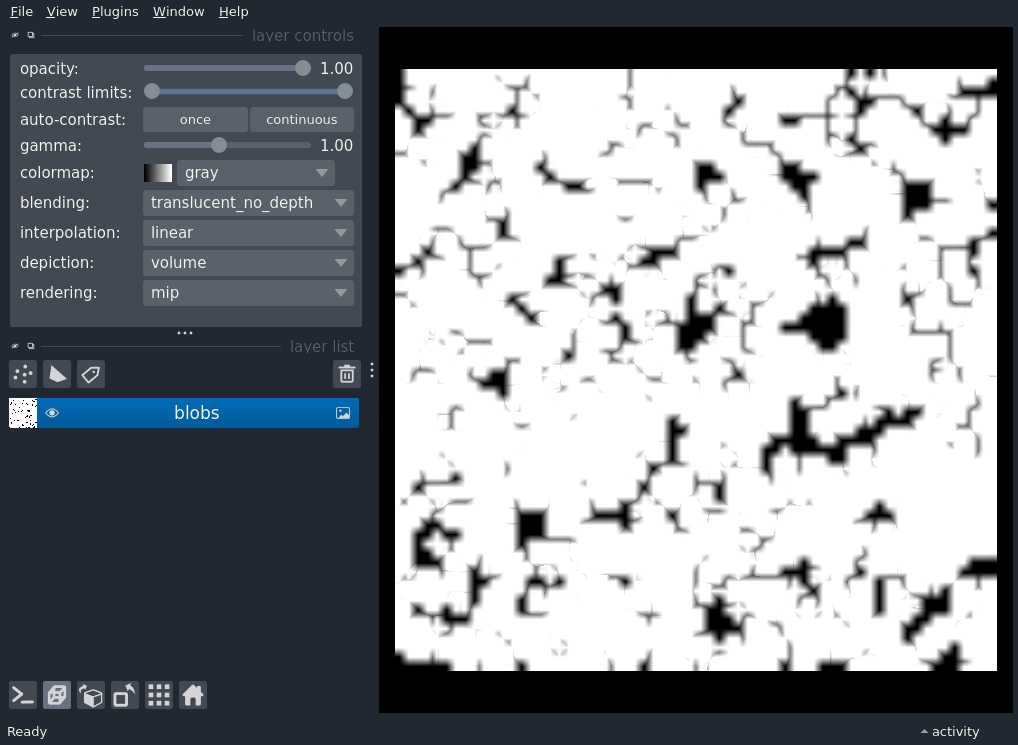 File View Plugins Window Help
layer controls
opacity: 1.00
contrast limits:
auto-contrast: once continuous
gamma: 1.00
colormap: gray
blending: translucent_no_depth
interpolation: linear
depiction: volume
rendering: mip
layer list
blobs
Ready activity